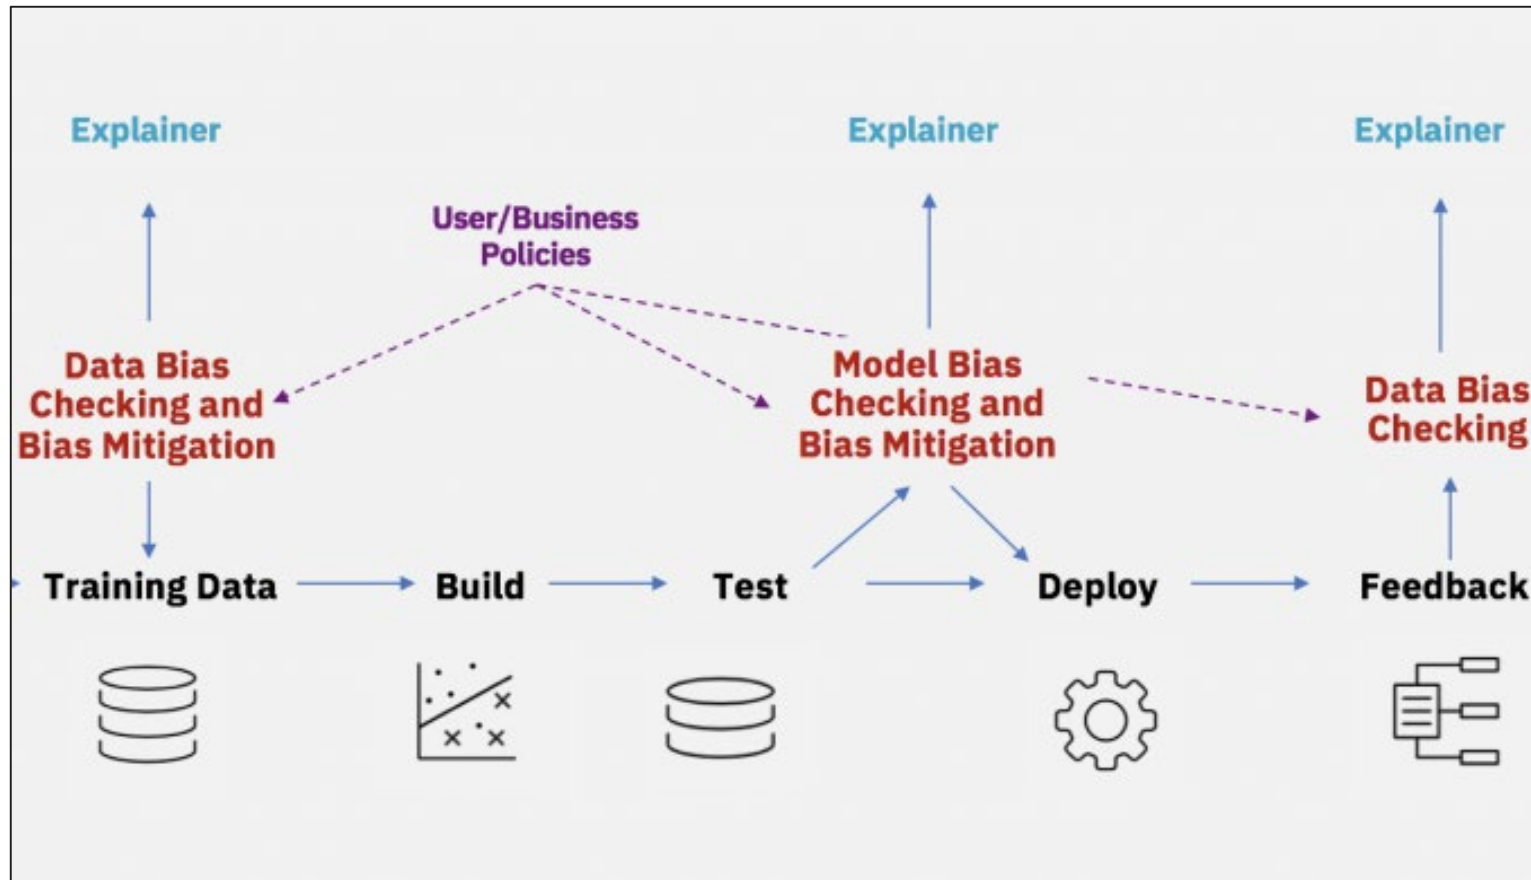 Explainer
Explainer
Explainer
User/Business
Policies
Data Bias
Checking and
Bias Mitigation
Model Bias
Checking and
Bias Mitigation
Data Bias
Checking
Training Data
Build
Test
Deploy
Feedback